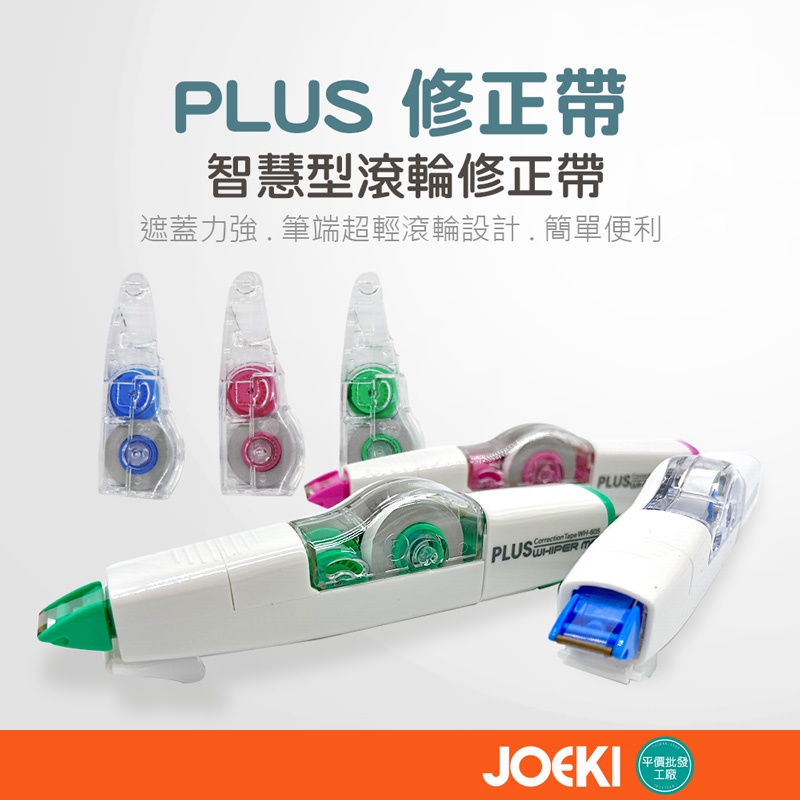 PLUS 修正帶
智慧型滾輪修正帶
遮蓋力強 . 筆端超輕滾輪設計 . 簡單便利
PLUS
PLUS Correction Tape WH-605
WHIPER M
JOEKI
平價批發
工廠